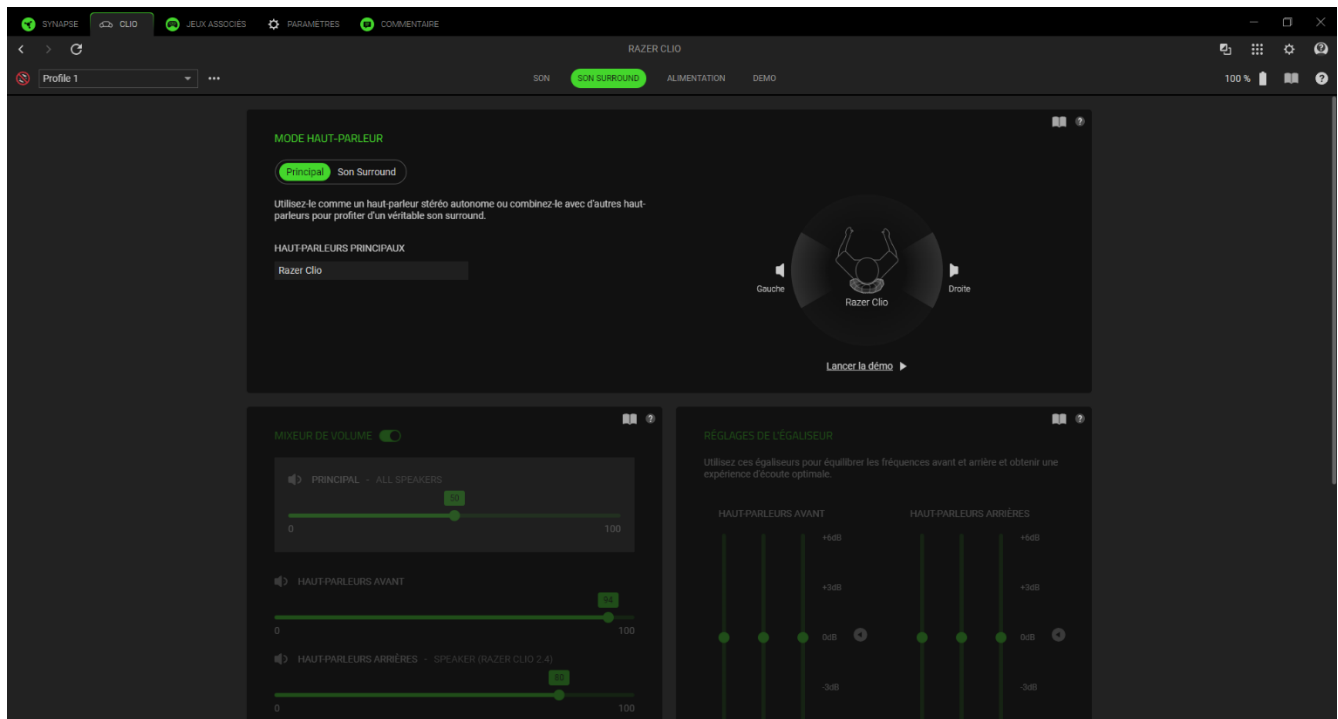 SYNAPSE
CLIO
JEUX ASSOCIÉS
PARAMÈTRES
COMMENTAIRE
RAZER CLIO
Profile 1
SON
SON SURROUND
ALIMENTATION
DEMO
100 %
MODE HAUT-PARLEUR
Principal
Son Surround
Utilisez-le comme un haut-parleur stéréo autonome ou combinez-le avec d'autres haut-
parleurs pour profiter d'un véritable son surround.
HAUT-PARLEURS PRINCIPAUX
Razer Clio
Gauche
Razer Clio
Droite
Lancer la démo
MIXEUR DE VOLUME
PRINCIPAL - ALL SPEAKERS
50
0
100
HAUT-PARLEURS AVANT
94
0
100
HAUT-PARLEURS ARRIÈRES - SPEAKER (RAZER CLIO 2.4)
80
0
100
RÉGLAGES DE L'ÉGALISEUR
Utilisez ces égaliseurs pour équilibrer les fréquences avant et arrière et obtenir une
expérience d'écoute optimale.
HAUT-PARLEURS AVANT
+6dB
+3dB
0dB
-3dB
HAUT-PARLEURS ARRIÈRES
+6dB
+3dB
0dB
-3dB